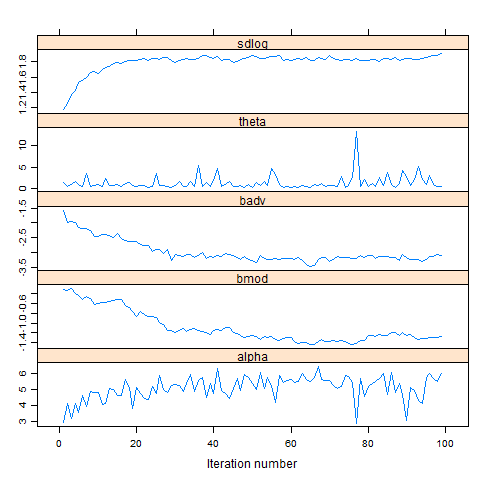 sdlog
1.2 1.4 1.6 1.8
theta
0 5 10
badv
-3.5 -2.5 -1.5
bmod
-1.4 -1.0 -0.6
alpha
3 4 5 6
0 20 40 60 80 100
Iteration number